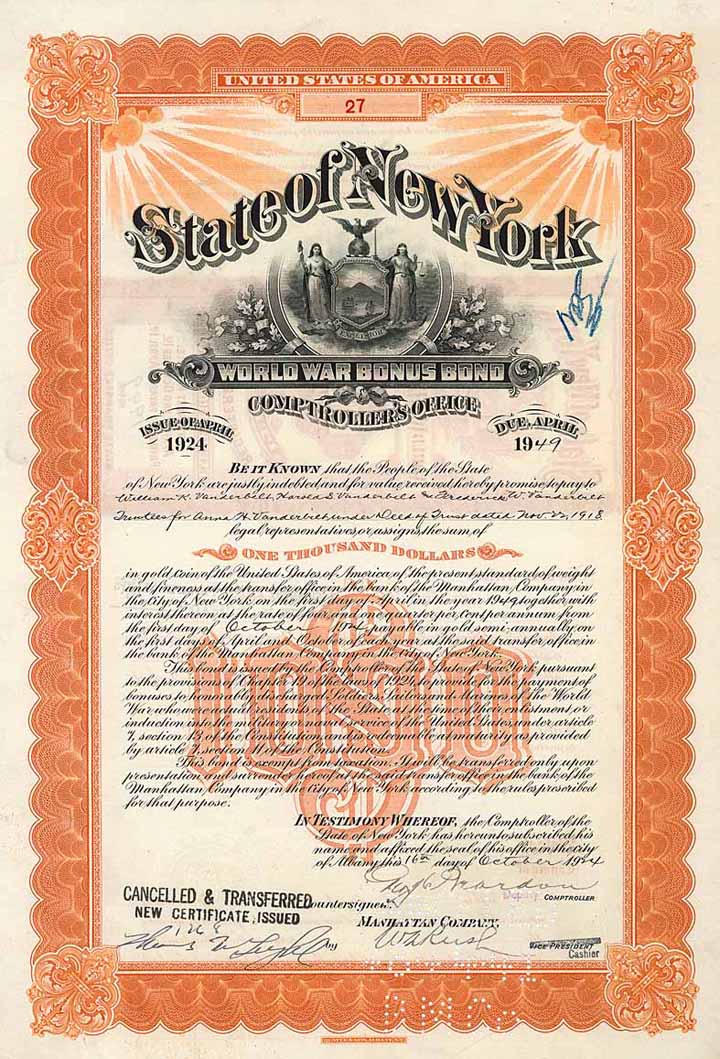 UNITED STATES OF AMERICA
27
State of New York
WORLD WAR BONUS BOND
COMPTROLLER'S OFFICE
ISSUE OF APRIL
1924
DUE, APRIL
1949
BE IT KNOWN that the People of the State
of New York are justly indebted and for value received hereby promise to pay to
William K. Vanderbilt, Harold S. Vanderbilt & Frederick W. Vanderbilt
Trustees for Anne H. Vanderbilt under Deed of Trust dated Nov. 22, 1918
legal representatives or assigns, the sum of
ONE THOUSAND DOLLARS
in gold coin of the United States of America, of the present standard of weight
and fineness at the transfer office in the bank of the Manhattan Company in
the City of New York, on the first day of April in the year 1949 together with
interest thereon at the rate of four and a quarter per cent per annum from
the first day of October 1924 payable in gold semi-annually on
the first days of April and October of each year at the said transfer office in
the bank of the Manhattan Company in the City of New York.
This bond is issued by the Comptroller of the State of New York, pursuant
to the provisions of Chapter 19 of the laws of 1924, to provide for the payment of
bonuses to honorably discharged Soldiers, Sailors and Marines of the World
War, who were actual residents of the State at the time of their enlistment, or
induction into the military or naval service of the United States, under article
7, section 13, of the Constitution and is redeemable at maturity as provided
by article 7, section 11, of the Constitution.
This bond is exempt from taxation. It will be transferred only upon
presentation and surrender hereof at the said transfer office in the bank of the
Manhattan Company in the City of New York according to the rules prescribed
for that purpose.
1000
IN TESTIMONY WHEREOF, the Comptroller of the
State of New York has hereunto subscribed his
name and affixed the seal of his office in the city
of Albany this 16th day of October 1924
COMPTROLLER
CANCELLED & TRANSFERRED
NEW CERTIFICATE, ISSUED
Countersigned
MANHATTAN COMPANY,
by
VICE PRESIDENT
Cashier